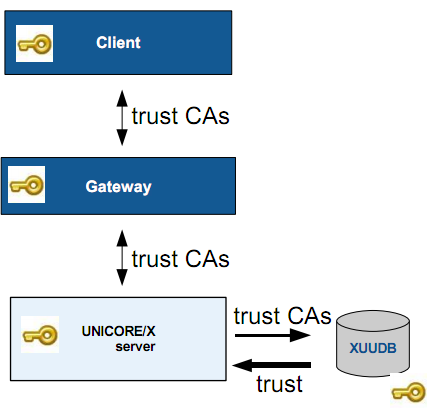 Client
trust CAs
Gateway
trust CAs
UNICORE/X
server
trust CAs
XUUDB
trust